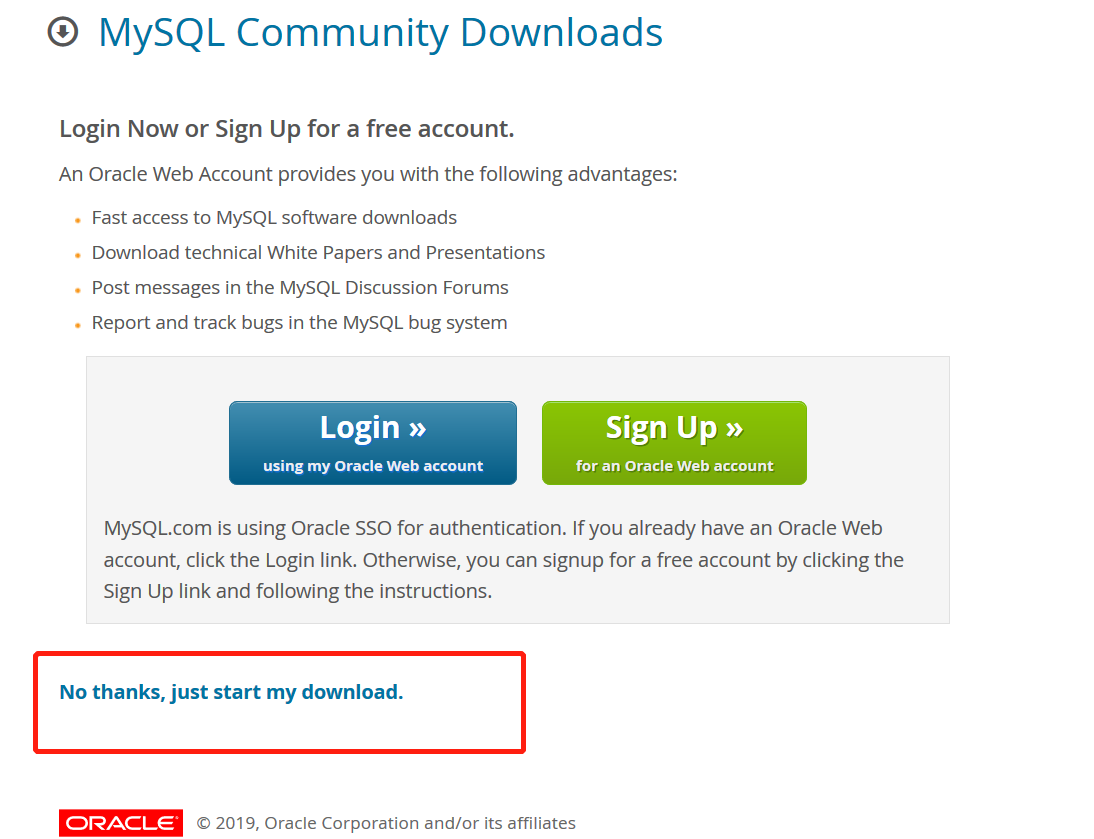 MySQL Community Downloads
Login Now or Sign Up for a free account.
An Oracle Web Account provides you with the following advantages:
Fast access to MySQL software downloads
Download technical White Papers and Presentations
Post messages in the MySQL Discussion Forums
Report and track bugs in the MySQL bug system
Login »
using my Oracle Web account
Sign Up »
for an Oracle Web account
MySQL.com is using Oracle SSO for authentication. If you already have an Oracle Web
account, click the Login link. Otherwise, you can signup for a free account by clicking the
Sign Up link and following the instructions.
No thanks, just start my download.
ORACLE © 2019, Oracle Corporation and/or its affiliates